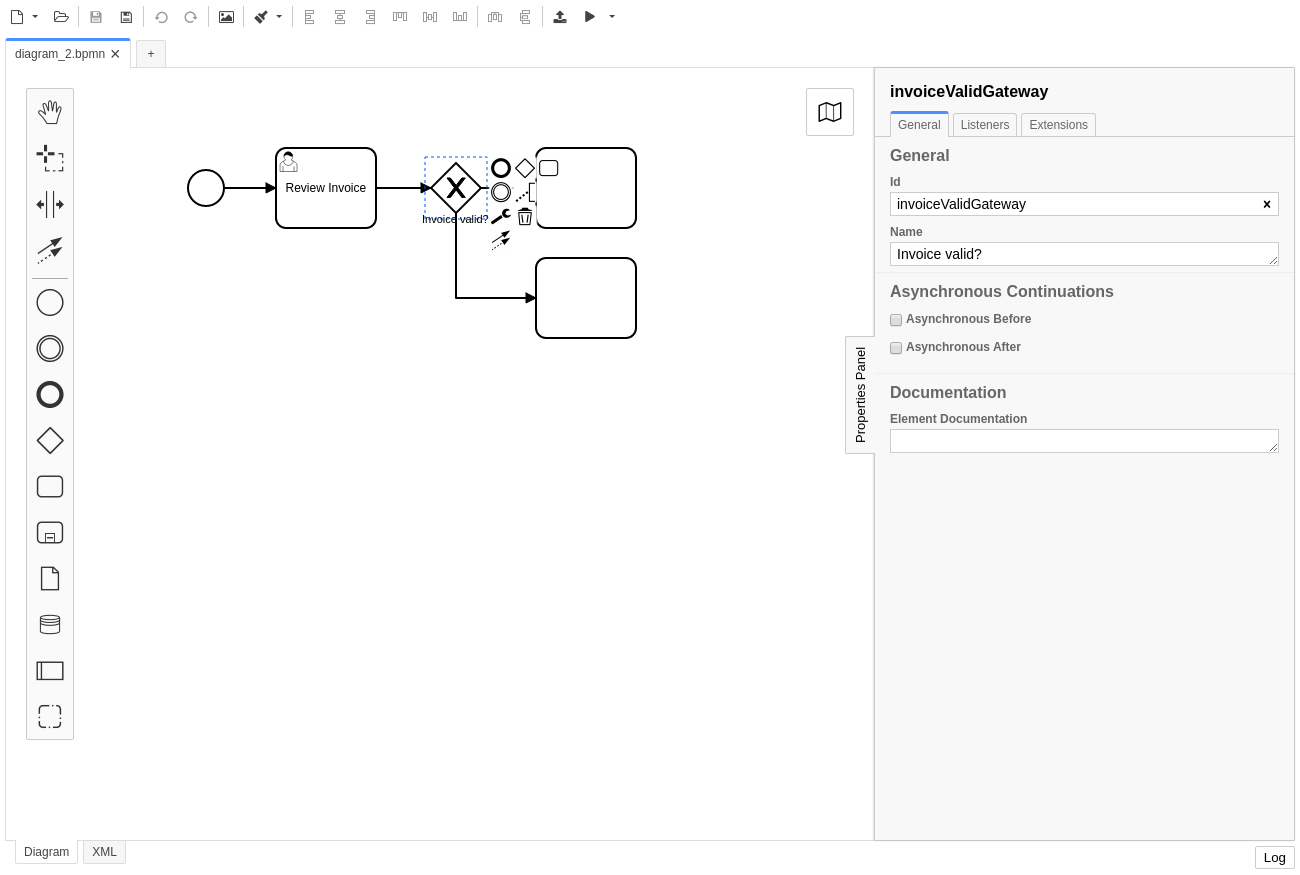 diagram_2.bpmn
+
Review Invoice
Invoice valid?
invoiceValidGateway
General
Listeners
Extensions
General
Id
invoiceValidGateway
Name
Invoice valid?
Asynchronous Continuations
Asynchronous Before
Asynchronous After
Properties Panel
Documentation
Element Documentation
Diagram
XML
Log